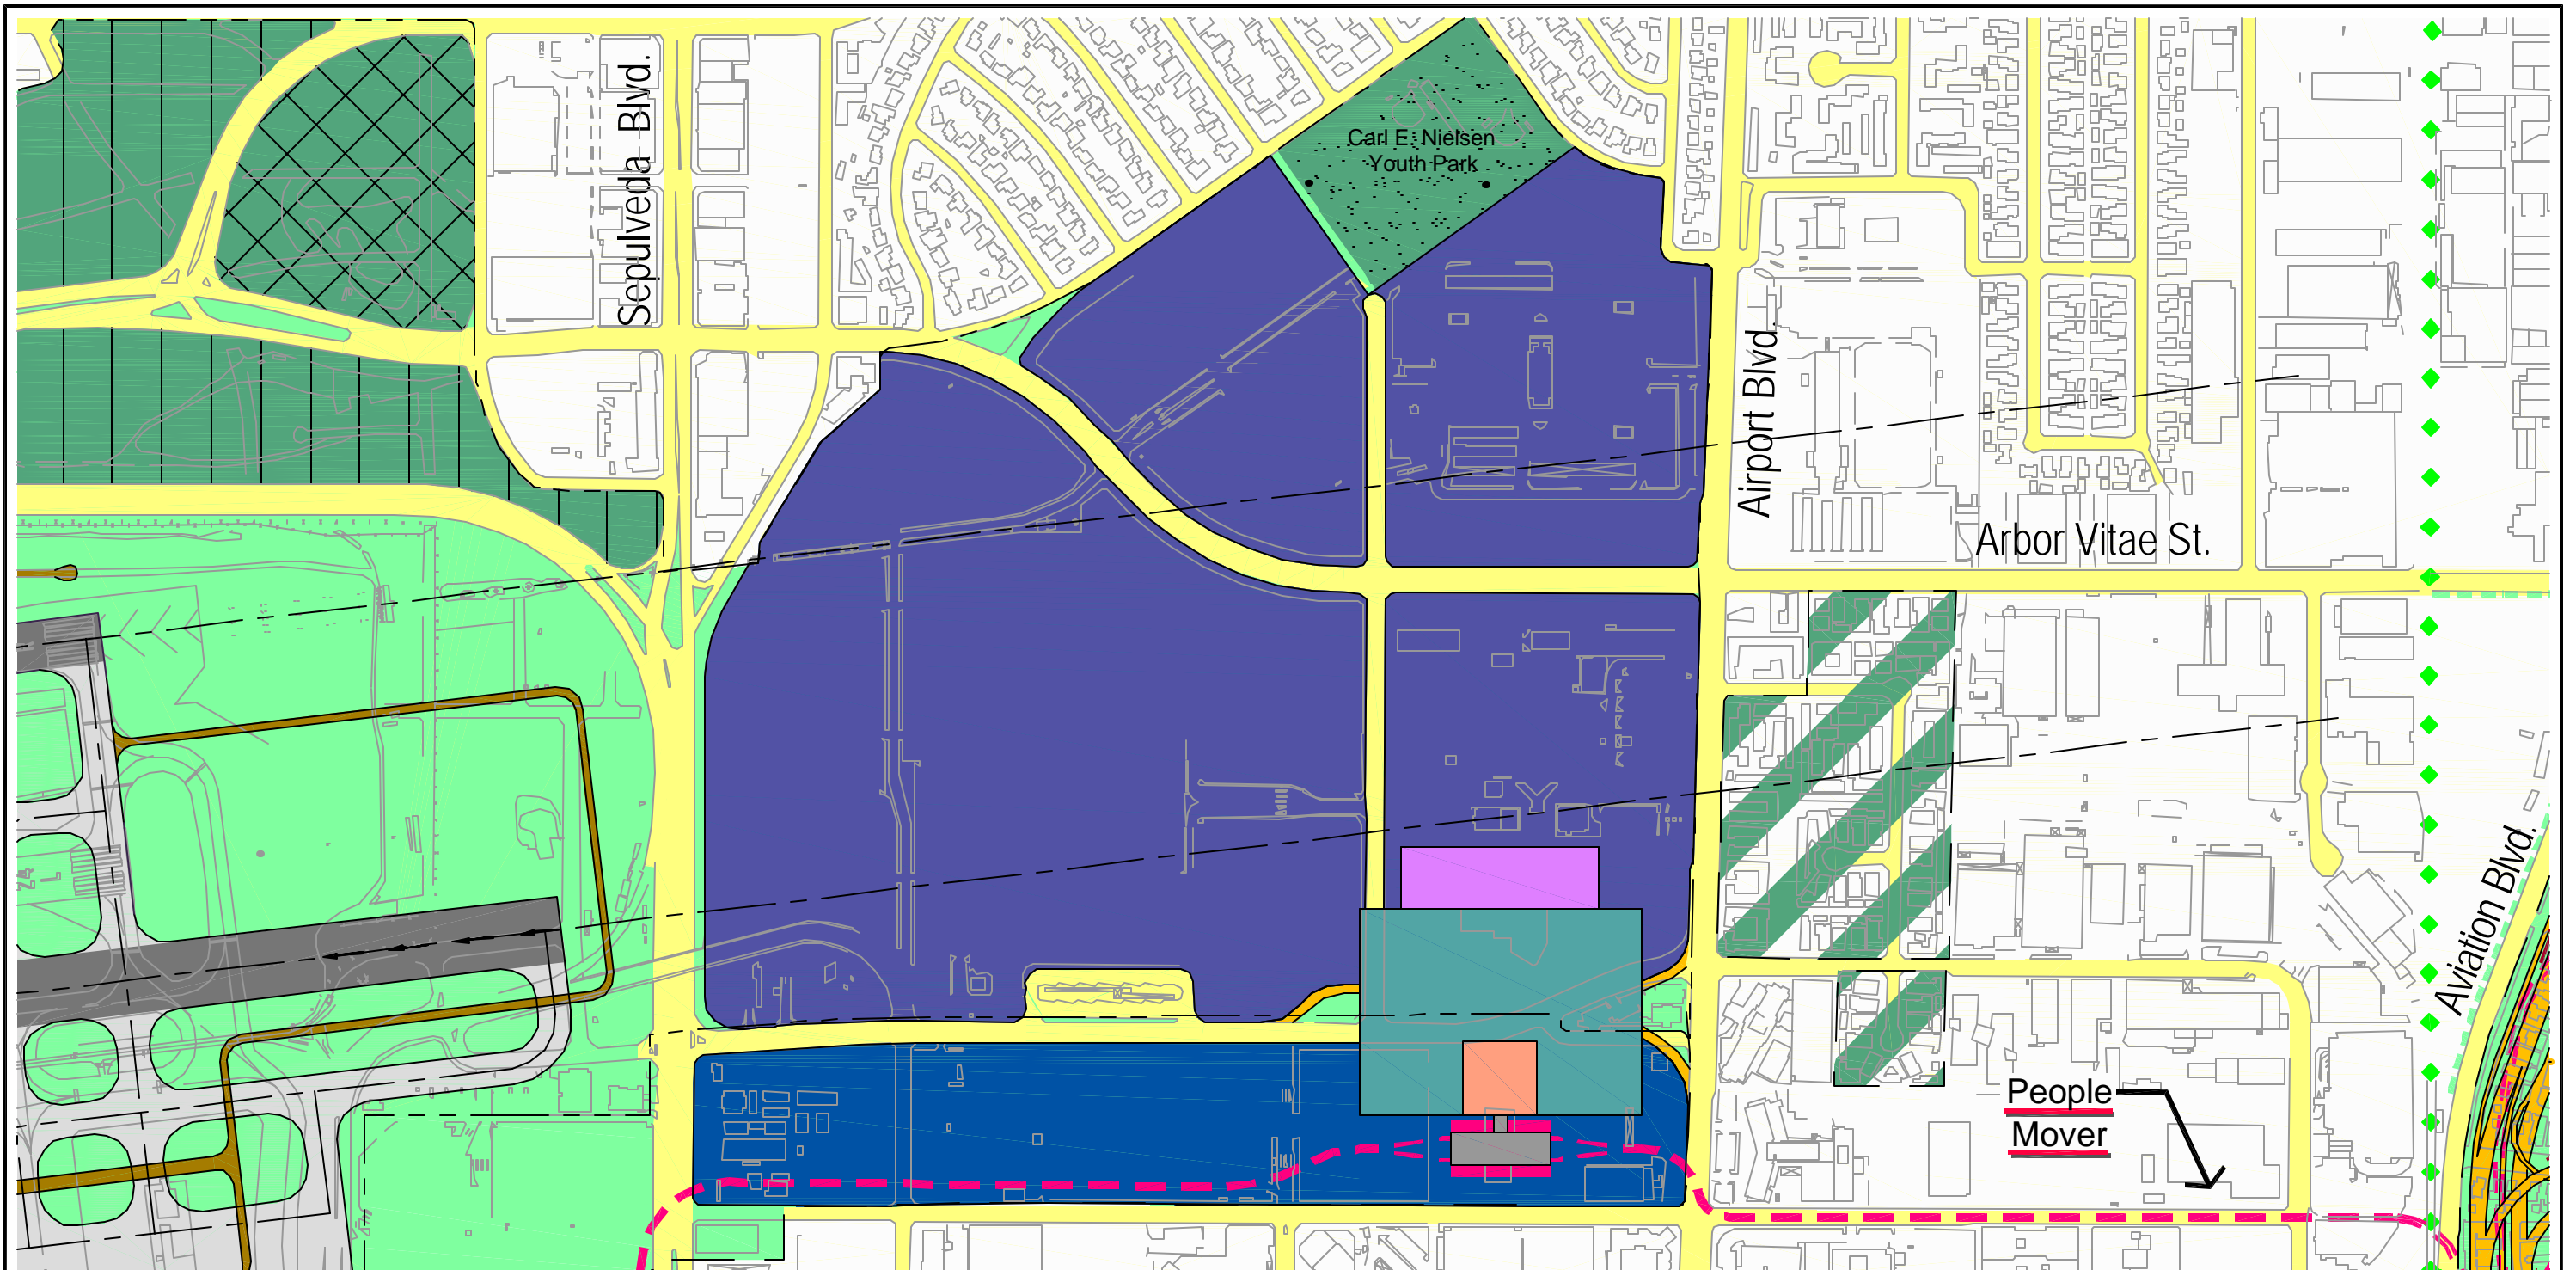 Sepulveda Blvd.
Carl E. Nielsen
Youth Park
Airport Blvd.
Arbor Vitae St.
Aviation Blvd.
People
Mover